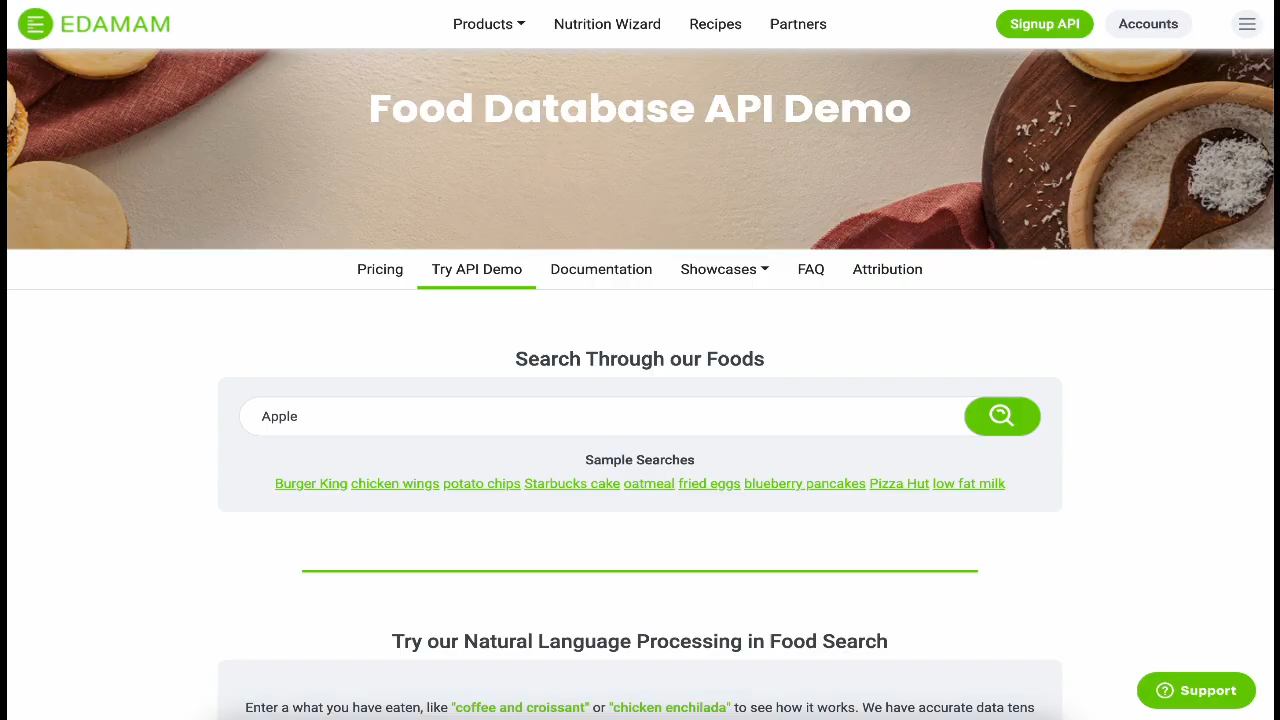 EDAMAM
Products Nutrition Wizard Recipes Partners
Signup API Accounts
Food Database API Demo
Pricing Try API Demo Documentation Showcases FAQ Attribution
Search Through our Foods
Apple
Sample Searches
Burger King chicken wings potato chips Starbucks cake oatmeal fried eggs blueberry pancakes Pizza Hut low fat milk
Try our Natural Language Processing in Food Search
Support
Enter a what you have eaten, like "coffee and croissant" or "chicken enchilada" to see how it works. We have accurate data tens